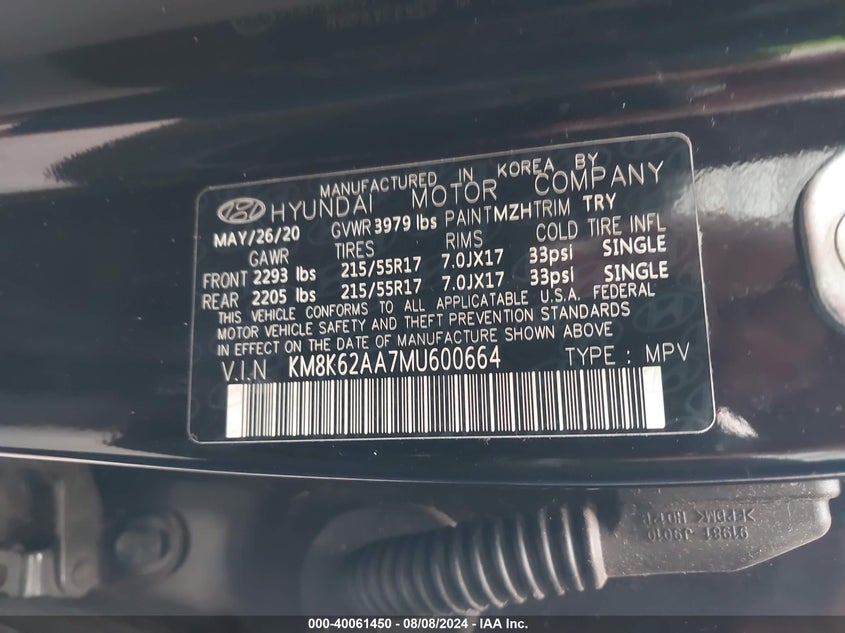 MANUFACTURED IN KOREA BY
HYUNDAI MOTOR COMPANY
MAY/26/20 GVWR 3979 lbs PAINT MZH TRIM TRY
GAWR TIRES RIMS COLD TIRE INFL
FRONT 2293 lbs 215/55R17 7.0JX17 33psi SINGLE
REAR 2205 lbs 215/55R17 7.0JX17 33psi SINGLE
THIS VEHICLE CONFORMS TO ALL APPLICATABLE U.S.A. FEDERAL
MOTOR VEHICLE SAFETY AND THEFT PREVENTION STANDARDS
IN EFFECT ON THE DATE OF MANUFACTURE SHOWN ABOVE
V.I.N KM8K62AA7MU600664 TYPE : MPV
000-40061450 - 08/08/2024 - IAA Inc.